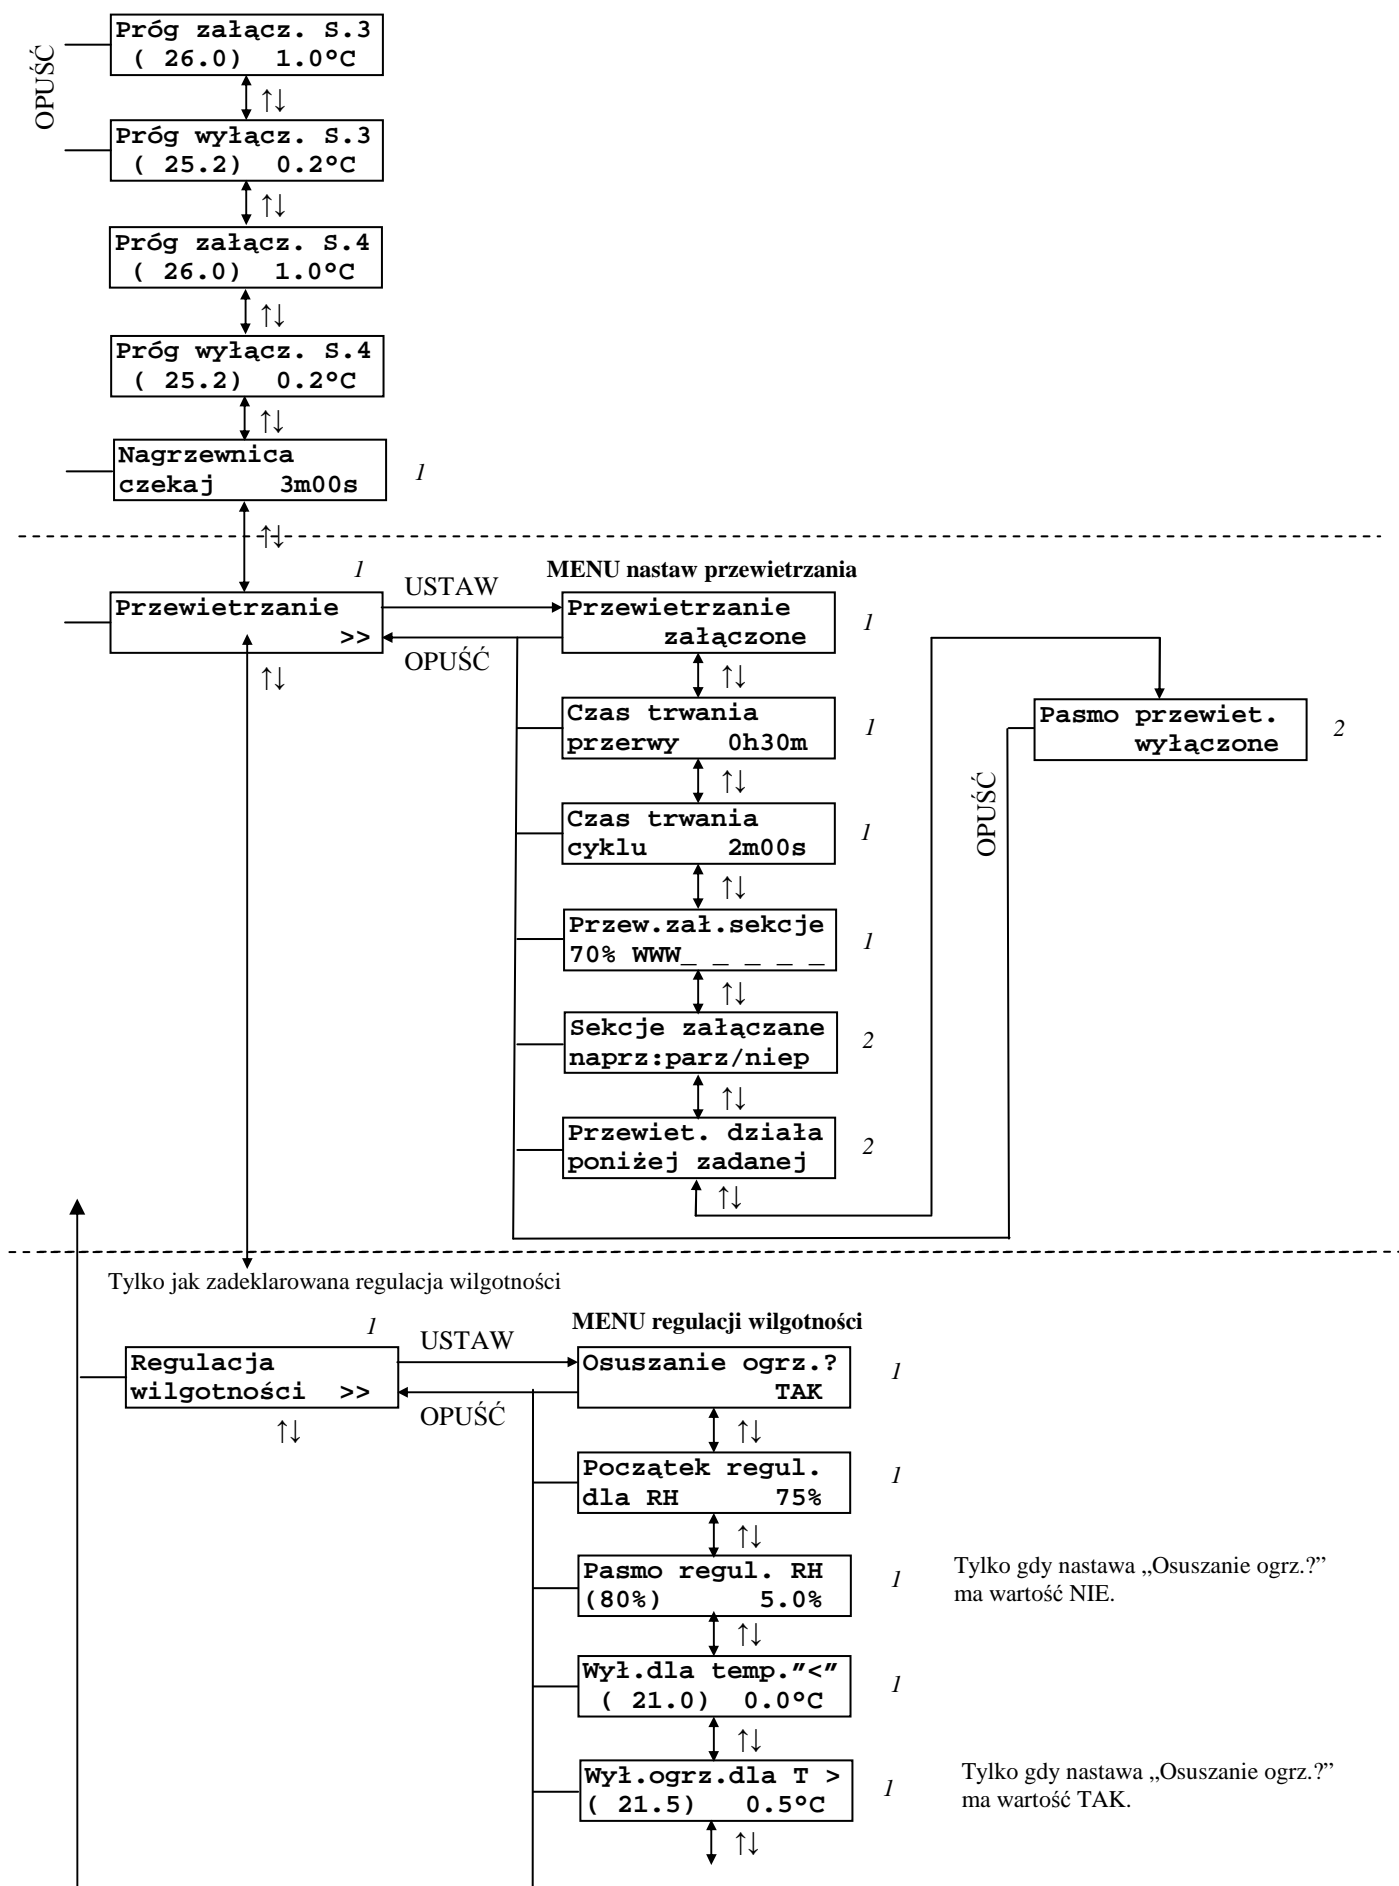 OPUŚĆ
Próg załącz. S.3
( 26.0) 1.0°C
↑↓
Próg wyłącz. S.3
( 25.2) 0.2°C
↑↓
Próg załącz. S.4
( 26.0) 1.0°C
↑↓
Próg wyłącz. S.4
( 25.2) 0.2°C
↑↓
Nagrzewnica
czekaj 3m00s
1
↑↓
1
Przewietrzanie
>>
↑↓
USTAW
OPUŚĆ
MENU nastaw przewietrzania
Przewietrzanie
załączone
1
↑↓
Czas trwania
przerwy 0h30m
1
↑↓
Czas trwania
cyklu 2m00s
1
↑↓
Przew.zał.sekcje
70% WWW_ _ _ _ _
1
↑↓
Sekcje załączane
naprz:parz/niep
2
↑↓
Przewiet. działa
poniżej zadanej
2
↑↓
Pasmo przewiet.
wyłączone
2
OPUŚĆ
Tylko jak zadeklarowana regulacja wilgotności
1
Regulacja
wilgotności >>
↑↓
USTAW
OPUŚĆ
MENU regulacji wilgotności
Osuszanie ogrz.?
TAK
1
↑↓
Początek regul.
dla RH 75%
1
↑↓
Pasmo regul. RH
(80%) 5.0%
1
Tylko gdy nastawa „Osuszanie ogrz.?”
ma wartość NIE.
↑↓
Wył.dla temp.”<”
( 21.0) 0.0°C
1
↑↓
Wył.ogrz.dla T >
( 21.5) 0.5°C
1
Tylko gdy nastawa „Osuszanie ogrz.?”
ma wartość TAK.
↑↓